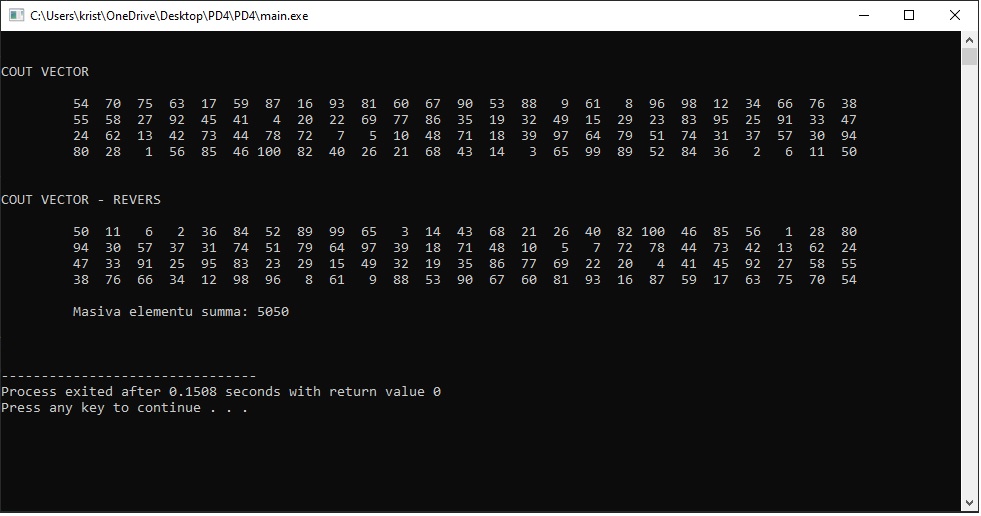 C:\Users\krist\OneDrive\Desktop\PD4\PD4\main.exe
COUT VECTOR
54 70 75 63 17 59 87 16 93 81 60 67 90 53 88 9 61 8 96 98 12 34 66 76 38
55 58 27 92 45 41 4 20 22 69 77 86 35 19 32 49 15 29 23 83 95 25 91 33 47
24 62 13 42 73 44 78 72 7 5 10 48 71 18 39 97 64 79 51 74 31 37 57 30 94
80 28 1 56 85 46 100 82 40 26 21 68 43 14 3 65 99 89 52 84 36 2 6 11 50
COUT VECTOR - REVERS
50 11 6 2 36 84 52 89 99 65 3 14 43 68 21 26 40 82 100 46 85 56 1 28 80
94 30 57 37 31 74 51 79 64 97 39 18 71 48 10 5 7 72 78 44 73 42 13 62 24
47 33 91 25 95 83 23 29 15 49 32 19 35 86 77 69 22 20 4 41 45 92 27 58 55
38 76 66 34 12 98 96 8 61 9 88 53 90 67 60 81 93 16 87 59 17 63 75 70 54
Masiva elementu summa: 5050
--------------------------------
Process exited after 0.1508 seconds with return value 0
Press any key to continue . . .